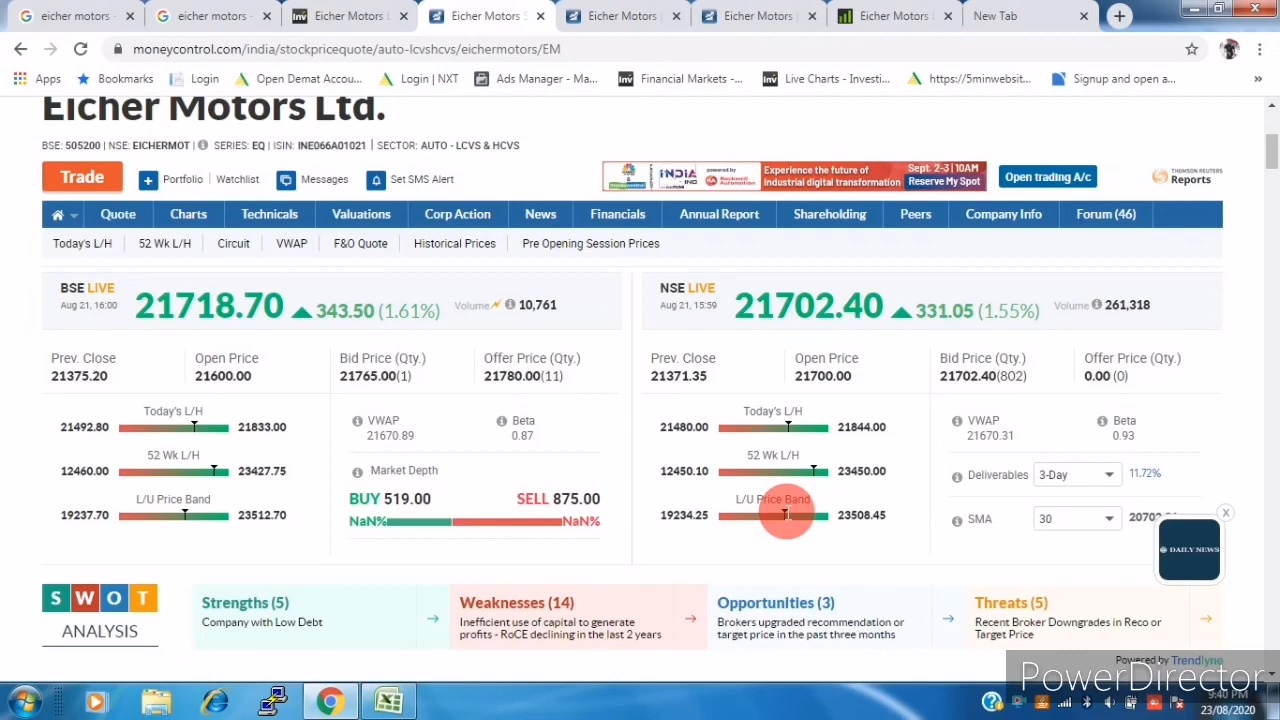 eicher motors
eicher motors
Eicher Motors
Eicher Motors S
Eicher Motors
Eicher Motors
Eicher Motors
New Tab
moneycontrol.com/india/stockpricequote/auto-lcvshcvs/eichermotors/EM
Apps Bookmarks Login Open Demat Accou... Login | NXT Ads Manager - Ma... Financial Market -... Live Charts - Investi... https://5minwebsit... Signup and open a... »
Eicher Motors Ltd.
BSE: 505200 | NSE: EICHERMOT | SERIES: EQ | ISIN: INE066A01021 | SECTOR: AUTO - LCVS & HCVS
Trade Portfolio | Watchlist Messages Set SMS Alert
INDIA powered by Rockwell Automation
Experience the future of Industrial digital transformation
Sept. 2-3 | 10AM
Reserve My Spot
Open trading A/c
THOMSON REUTERS
Reports
Quote Charts Technicals Valuations Corp Action News Financials Annual Report Shareholding Peers Company Info Forum (46)
Today's L/H 52 Wk L/H Circuit VWAP F&O Quote Historical Prices Pre Opening Session Prices
BSE LIVE
Aug 21, 16:00
21718.70 343.50 (1.61%) Volume 10,761
Prev. Close Open Price Bid Price (Qty.) Offer Price (Qty.)
21375.20 21600.00 21765.00(1) 21780.00(11)
Today's L/H
21492.80 21833.00
52 Wk L/H
12460.00 23427.75
L/U Price Band
19237.70 23512.70
VWAP Beta
21670.89 0.87
Market Depth
BUY 519.00 SELL 875.00
NaN% NaN%
NSE LIVE
Aug 21, 15:59
21702.40 331.05 (1.55%) Volume 261,318
Prev. Close Open Price Bid Price (Qty.) Offer Price (Qty.)
21371.35 21700.00 21702.40(802) 0.00 (0)
Today's L/H
21480.00 21844.00
52 Wk L/H
12450.10 23450.00
L/U Price Band
19234.25 23508.45
VWAP Beta
21670.31 0.93
Deliverables 3-Day 11.72%
SMA 30
X
DAILY NEWS
SWOT
ANALYSIS
Strengths (5)
Company with Low Debt
Weaknesses (14)
Inefficient use of capital to generate
profits - RoCE declining in the last 2 years
Opportunities (3)
Brokers upgraded recommendation or
target price in the past three months
Threats (5)
Recent Broker Downgrades in Reco or
Target Price
Powered by Trendlyne
PowerDirector
9:40 PM
23/08/2020